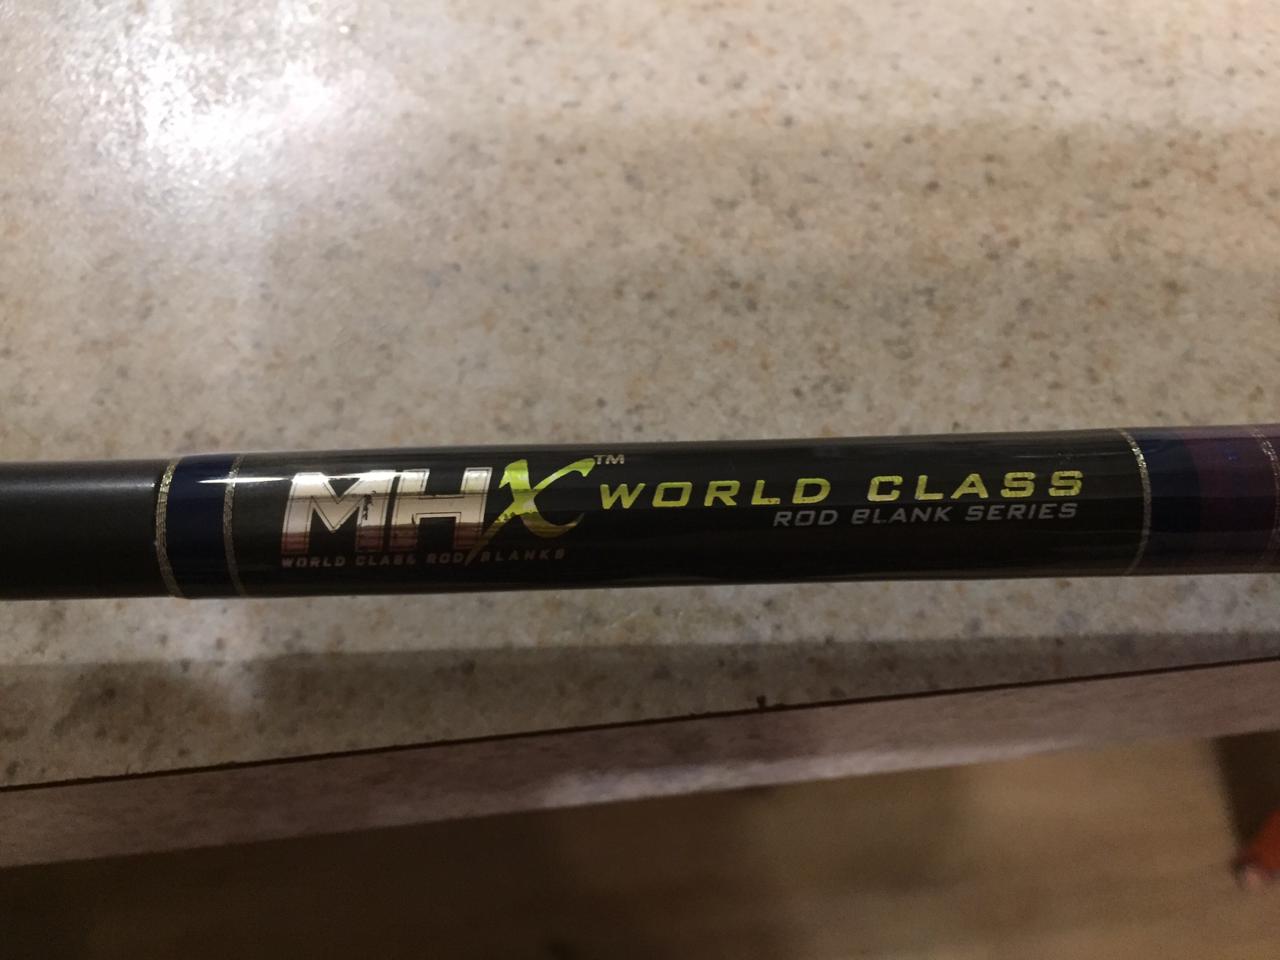 MHX™ WORLD CLASS
ROD BLANK SERIES
WORLD CLASS ROD BLANKS